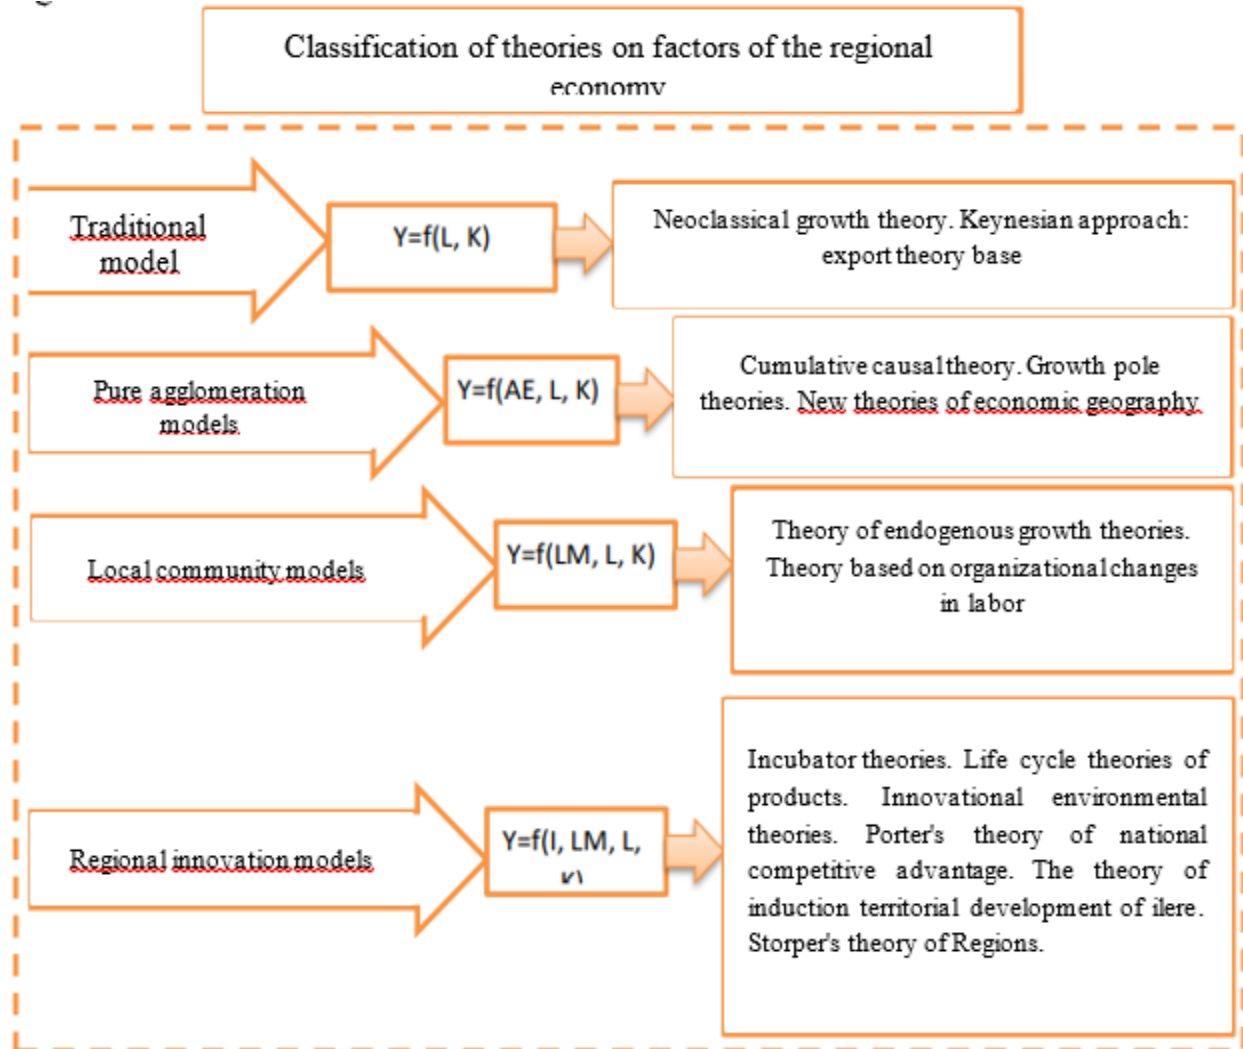 Classification of theories on factors of the regional
economy
Traditional
model
Y=f(L, K)
Neoclassical growth theory. Keynesian approach:
export theory base
Pure agglomeration
models
Y=f(AE, L, K)
Cumulative causal theory. Growth pole
theories. New theories of economic geography
Local community models
Y=f(LM, L, K)
Theory of endogenous growth theories.
Theory based on organizational changes
in labor
Regional innovation models
Y=f(I, LM, L,
K)
Incubator theories. Life cycle theories of
products. Innovational environmental
theories. Porter's theory of national
competitive advantage. The theory of
induction territorial development of ilere.
Storper's theory of Regions.